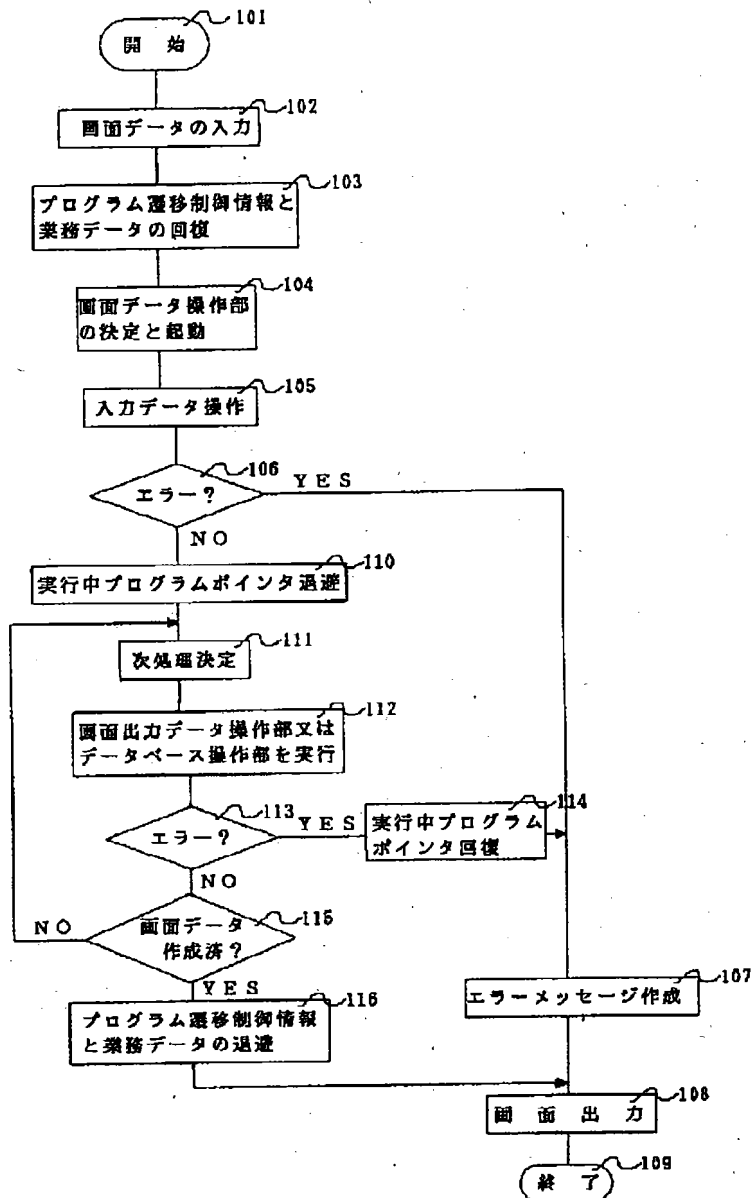 101
開 始
102
画面データの入力
103
プログラム遷移制御情報と
業務データの回復
104
画面データ操作部
の決定と起動
105
入力データ操作
106
エラー?
YES
NO
110
実行中プログラムポインタ退避
111
次処理決定
112
画面出力データ操作部又は
データベース操作部を実行
113
エラー?
YES
114
実行中プログラム
ポインタ回復
NO
115
画面データ
作成済?
NO
YES
116
プログラム遷移制御情報
と業務データの退避
107
エラーメッセージ作成
108
画 面 出 力
109
終 了